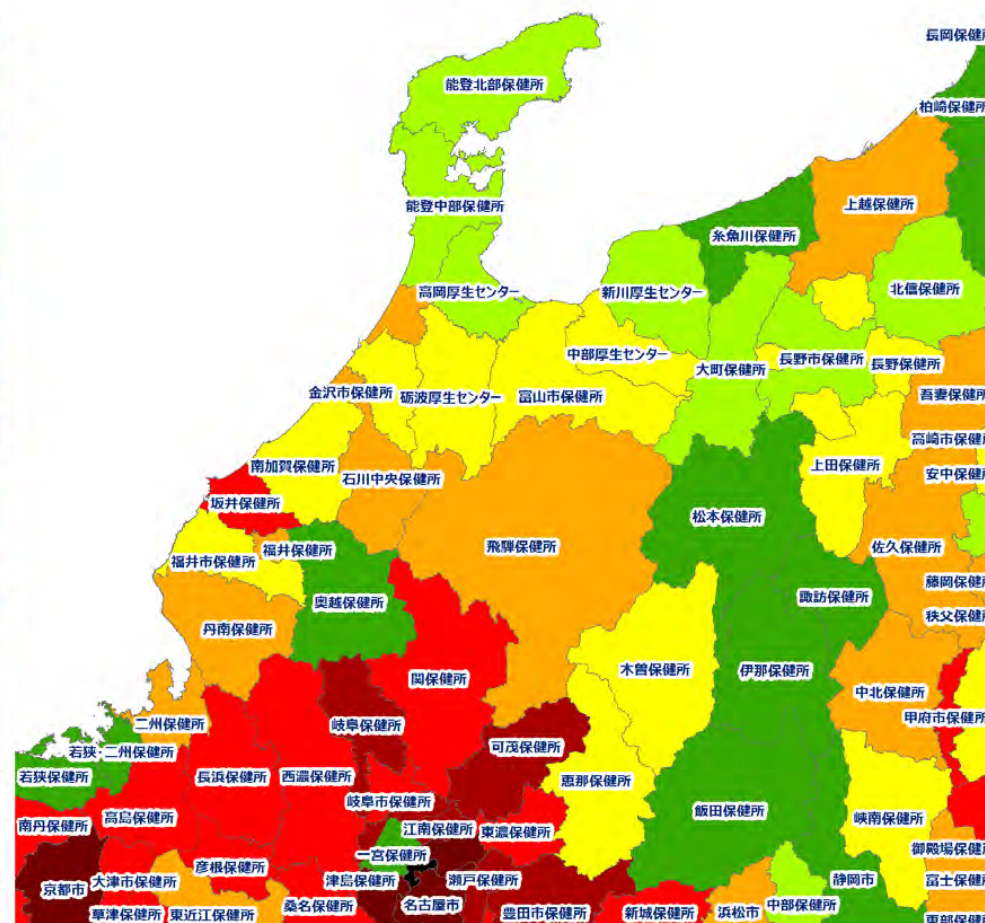 長岡保健所
能登北部保健所
柏崎保健所
能登中部保健所
上越保健所
糸魚川保健所
高岡厚生センター
新川厚生センター
北信保健所
中部厚生センター
長野市保健所
長野保健所
大町保健所
金沢市保健所
砺波厚生センター
富山市保健所
吾妻保健所
高崎市保健所
南加賀保健所
石川中央保健所
上田保健所
安中保健所
坂井保健所
松本保健所
福井保健所
飛騨保健所
佐久保健所
福井市保健所
藤岡保健所
奥越保健所
諏訪保健所
秩父保健所
丹南保健所
関保健所
木曽保健所
伊那保健所
中北保健所
二州保健所
岐阜保健所
甲府市保健所
若狭・二州保健所
可茂保健所
若狭保健所
長浜保健所
西濃保健所
恵那保健所
岐阜市保健所
飯田保健所
南丹保健所
高島保健所
江南保健所
東濃保健所
峡南保健所
一宮保健所
御殿場保健所
彦根保健所
京都市
大津市保健所
津島保健所
瀬戸保健所
静岡市
富士保健所
草津保健所
東近江保健所
桑名保健所
名古屋市
豊田市保健所
新城保健所
浜松市
中部保健所
東部保健所